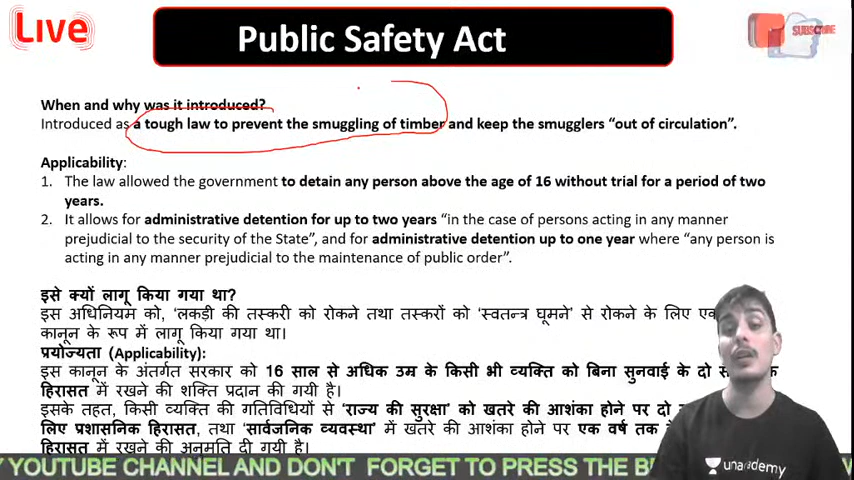 Live
Public Safety Act
SUBSCRIBE
When and why was it introduced?
Introduced as a tough law to prevent the smuggling of timber and keep the smugglers “out of circulation”.
Applicability:
1. The law allowed the government to detain any person above the age of 16 without trial for a period of two
years.
2. It allows for administrative detention for up to two years “in the case of persons acting in any manner
prejudicial to the security of the State”, and for administrative detention up to one year where “any person is
acting in any manner prejudicial to the maintenance of public order”.
इसे क्यों लागू किया गया था?
इस अधिनियम को, ‘लकड़ी की तस्करी को रोकने तथा तस्करों को ‘स्वतन्त्र घूमने’ से रोकने के लिए
कानून के रूप में लागू किया गया था।
प्रयोज्यता (Applicability):
इस कानून के अंतर्गत सरकार को 16 साल से अधिक उम्र के किसी भी व्यक्ति को बिना सुनवाई के दो
हिरासत में रखने की शक्ति प्रदान की गयी है।
इसके तहत, किसी व्यक्ति की गतिविधियों से ‘राज्य की सुरक्षा’ को खतरे की आशंका होने पर दो
लिए प्रशासनिक हिरासत, तथा ‘सार्वजनिक व्यवस्था’ में खतरे की आशंका होने पर एक वर्ष तक
हिरासत में रखने की अनुमति दी गयी है।
unacademy
YOUTUBE CHANNEL AND DON'T FORGET TO PRESS THE